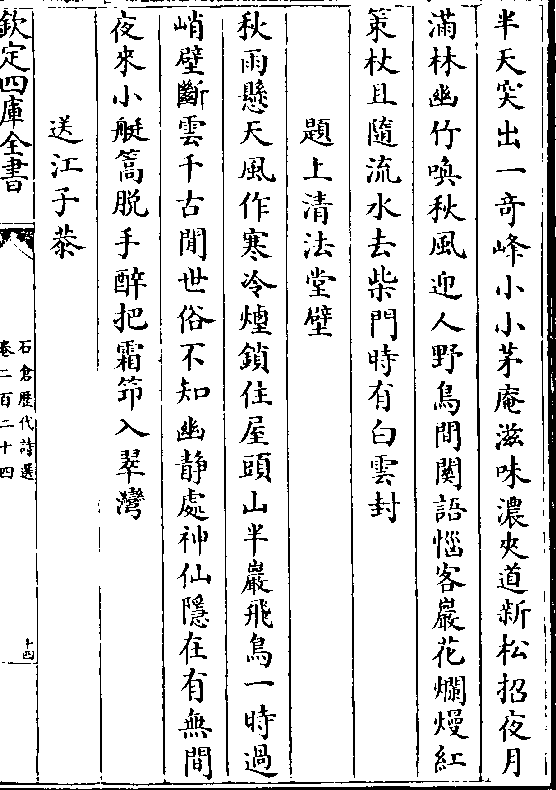 半天突出一奇峰小小茅庵滋味濃夾道新松招夜月
滿林幽竹喚秋風迎人野鳥間闗語惱客巖花爛熳紅
策杖且隨流水去柴門時有白雲封
題上清法堂壁
秋雨懸天風作寒冷煙鎖住屋頭山半巖飛鳥一時過
峭壁斷雲千古閒世俗不知幽静處神仙隱在有無間
夜來小艇篙脱手醉把霜笻入翠灣
送江子恭
欽定四庫全書
石倉歴代詩選
卷二百二十四
十四